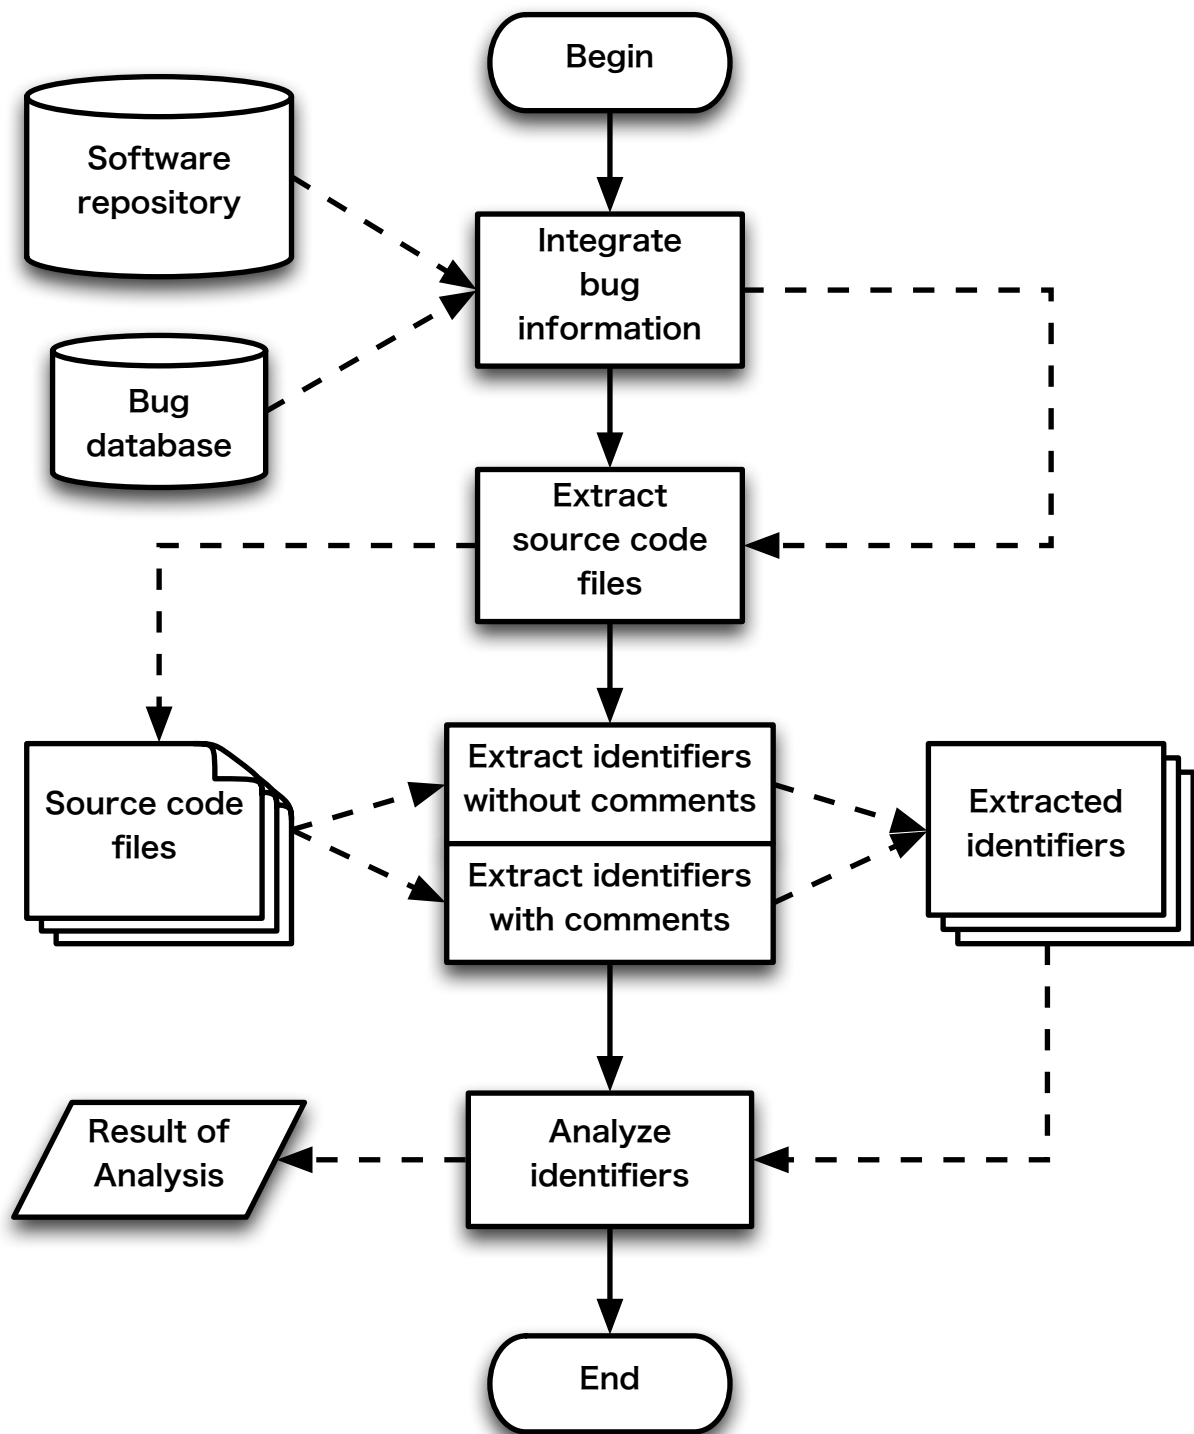 Begin
Software
repository
Integrate
bug
information
Bug
database
Extract
source code
files
Source code
files
Extract identifiers
without comments
Extract identifiers
with comments
Extracted
identifiers
Result of
Analysis
Analyze
identifiers
End